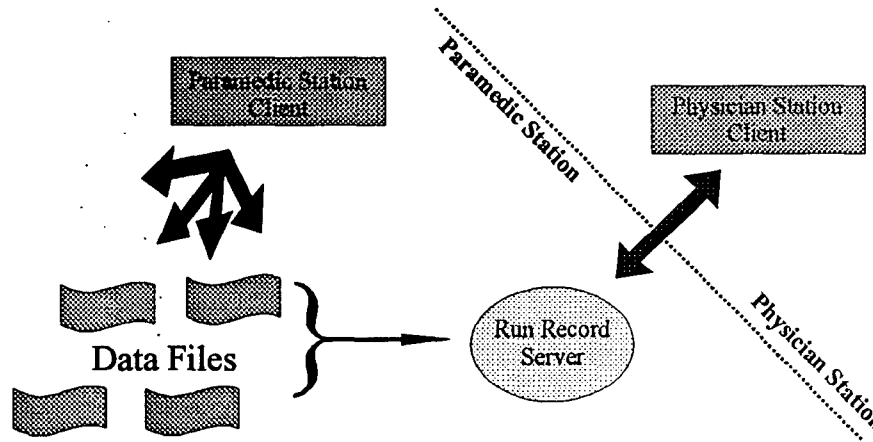 Paramedic Station
Client
Paramedic Station
Physician Station
Client
Data Files
Run Record
Server
Physician Station